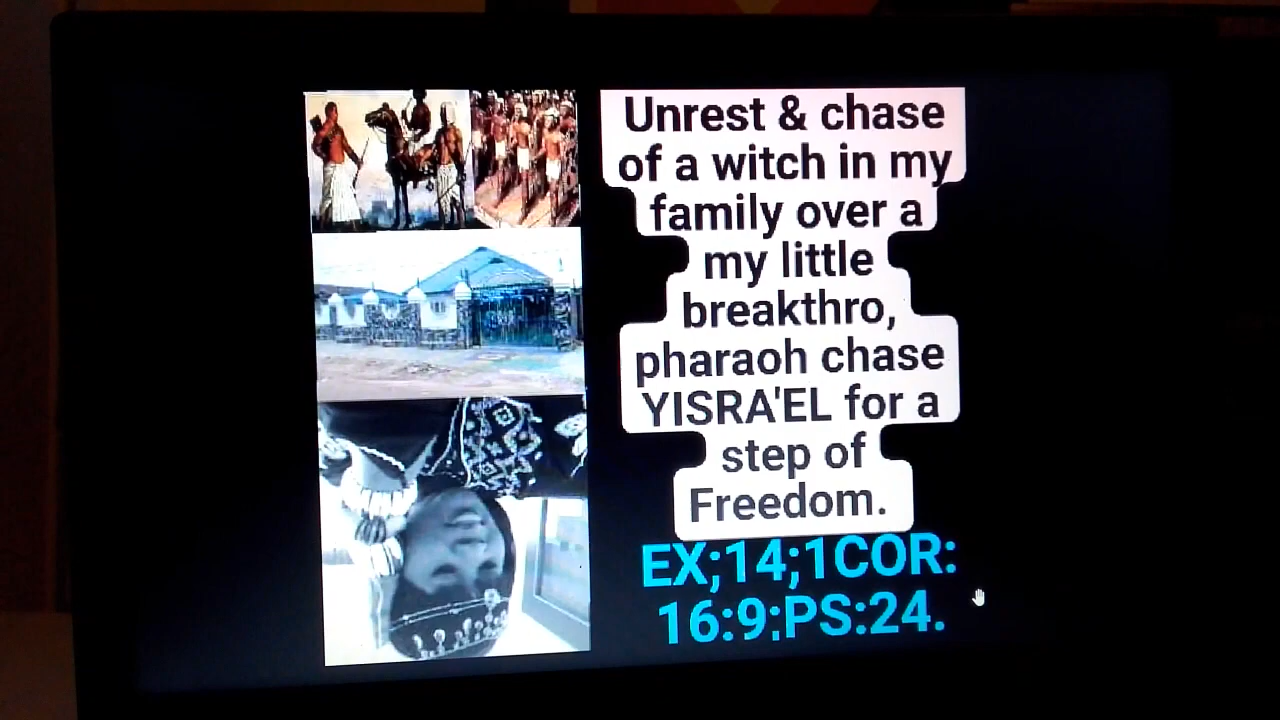 Unrest & chase
of a witch in my
family over a
my little
breakthro,
pharaoh chase
YISRA'EL for a
step of
Freedom.
EX;14;1COR:
16:9;PS:24.